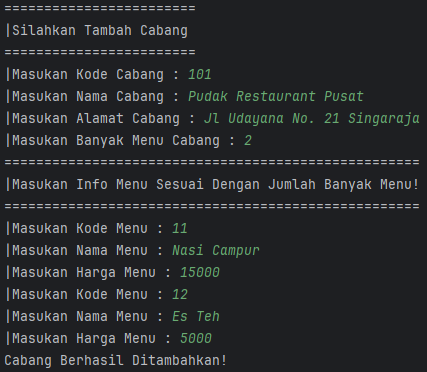 ========================
|Silahkan Tambah Cabang
========================
|Masukan Kode Cabang : 101
|Masukan Nama Cabang : Pudak Restaurant Pusat
|Masukan Alamat Cabang : Jl Udayana No. 21 Singaraja
|Masukan Banyak Menu Cabang : 2
====================================================
|Masukan Info Menu Sesuai Dengan Jumlah Banyak Menu!
====================================================
|Masukan Kode Menu : 11
|Masukan Nama Menu : Nasi Campur
|Masukan Harga Menu : 15000
|Masukan Kode Menu : 12
|Masukan Nama Menu : Es Teh
|Masukan Harga Menu : 5000
Cabang Berhasil Ditambahkan!